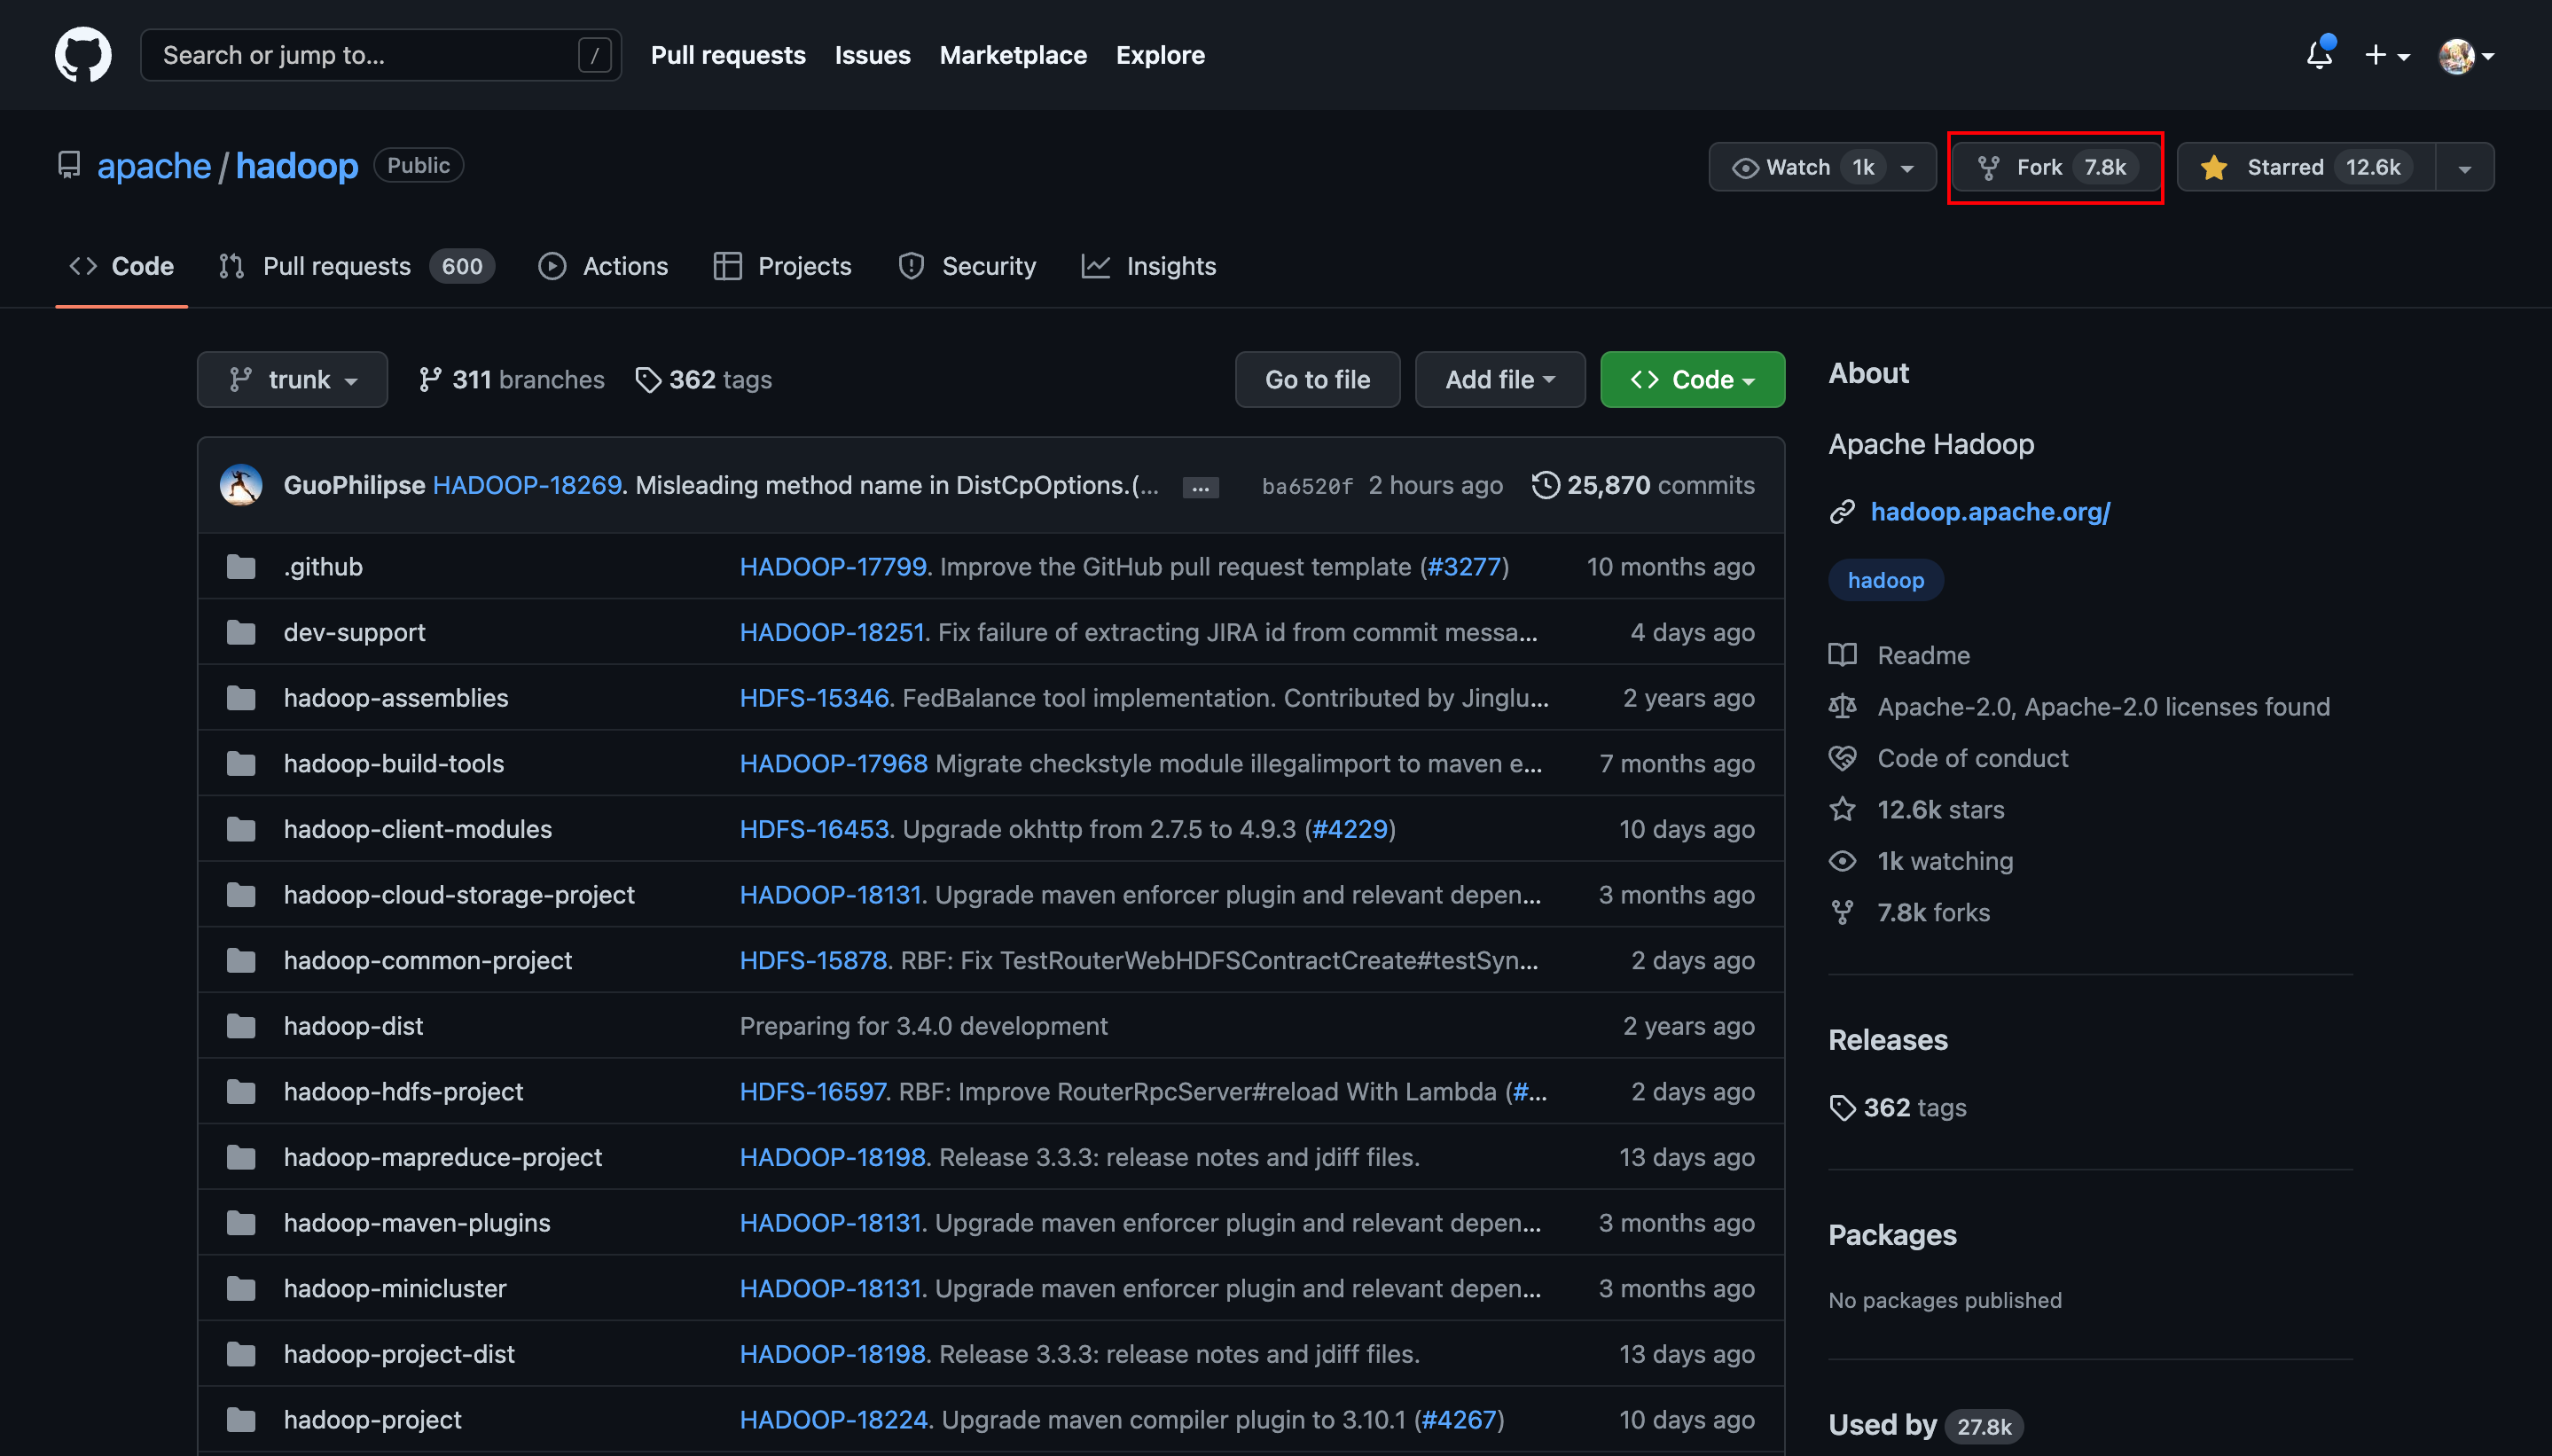 Search or jump to... / Pull requests Issues Marketplace Explore
apache / hadoop Public Watch 1k Fork 7.8k Starred 12.6k
Code Pull requests 600 Actions Projects Security Insights
trunk 311 branches 362 tags Go to file Add file Code
GuoPhilipse HADOOP-18269. Misleading method name in DistCpOptions.(... ... ba6520f 2 hours ago 25,870 commits
.github HADOOP-17799. Improve the GitHub pull request template (#3277) 10 months ago
dev-support HADOOP-18251. Fix failure of extracting JIRA id from commit messa... 4 days ago
hadoop-assemblies HDFS-15346. FedBalance tool implementation. Contributed by Jinglu... 2 years ago
hadoop-build-tools HADOOP-17968 Migrate checkstyle module illegalimport to maven e... 7 months ago
hadoop-client-modules HDFS-16453. Upgrade okhttp from 2.7.5 to 4.9.3 (#4229) 10 days ago
hadoop-cloud-storage-project HADOOP-18131. Upgrade maven enforcer plugin and relevant depen... 3 months ago
hadoop-common-project HDFS-15878. RBF: Fix TestRouterWebHDFSContractCreate#testSyn... 2 days ago
hadoop-dist Preparing for 3.4.0 development 2 years ago
hadoop-hdfs-project HDFS-16597. RBF: Improve RouterRpcServer#reload With Lambda (#... 2 days ago
hadoop-mapreduce-project HADOOP-18198. Release 3.3.3: release notes and jdiff files. 13 days ago
hadoop-maven-plugins HADOOP-18131. Upgrade maven enforcer plugin and relevant depen... 3 months ago
hadoop-minicluster HADOOP-18131. Upgrade maven enforcer plugin and relevant depen... 3 months ago
hadoop-project-dist HADOOP-18198. Release 3.3.3: release notes and jdiff files. 13 days ago
hadoop-project HADOOP-18224. Upgrade maven compiler plugin to 3.10.1 (#4267) 10 days ago
About
Apache Hadoop
hadoop.apache.org/
hadoop
Readme
Apache-2.0, Apache-2.0 licenses found
Code of conduct
12.6k stars
1k watching
7.8k forks
Releases
362 tags
Packages
No packages published
Used by 27.8k